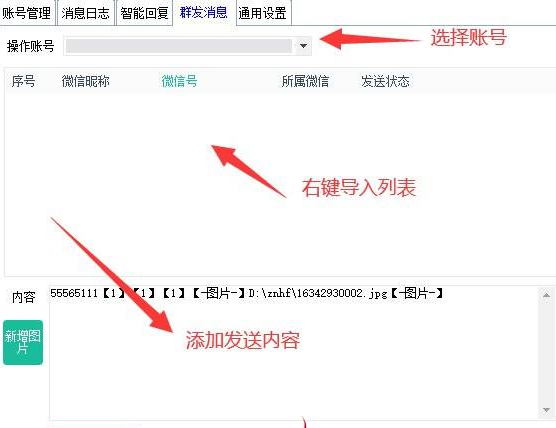 账号管理 消息日志 智能回复 群发消息 通用设置
操作账号 选择账号
序号 微信昵称 微信号 所属微信 发送状态
右键导入列表
内容 55565111【1】【1】【1】【-图片-】D:\znhf\16342930002.jpg【-图片-】
新增图
片
添加发送内容